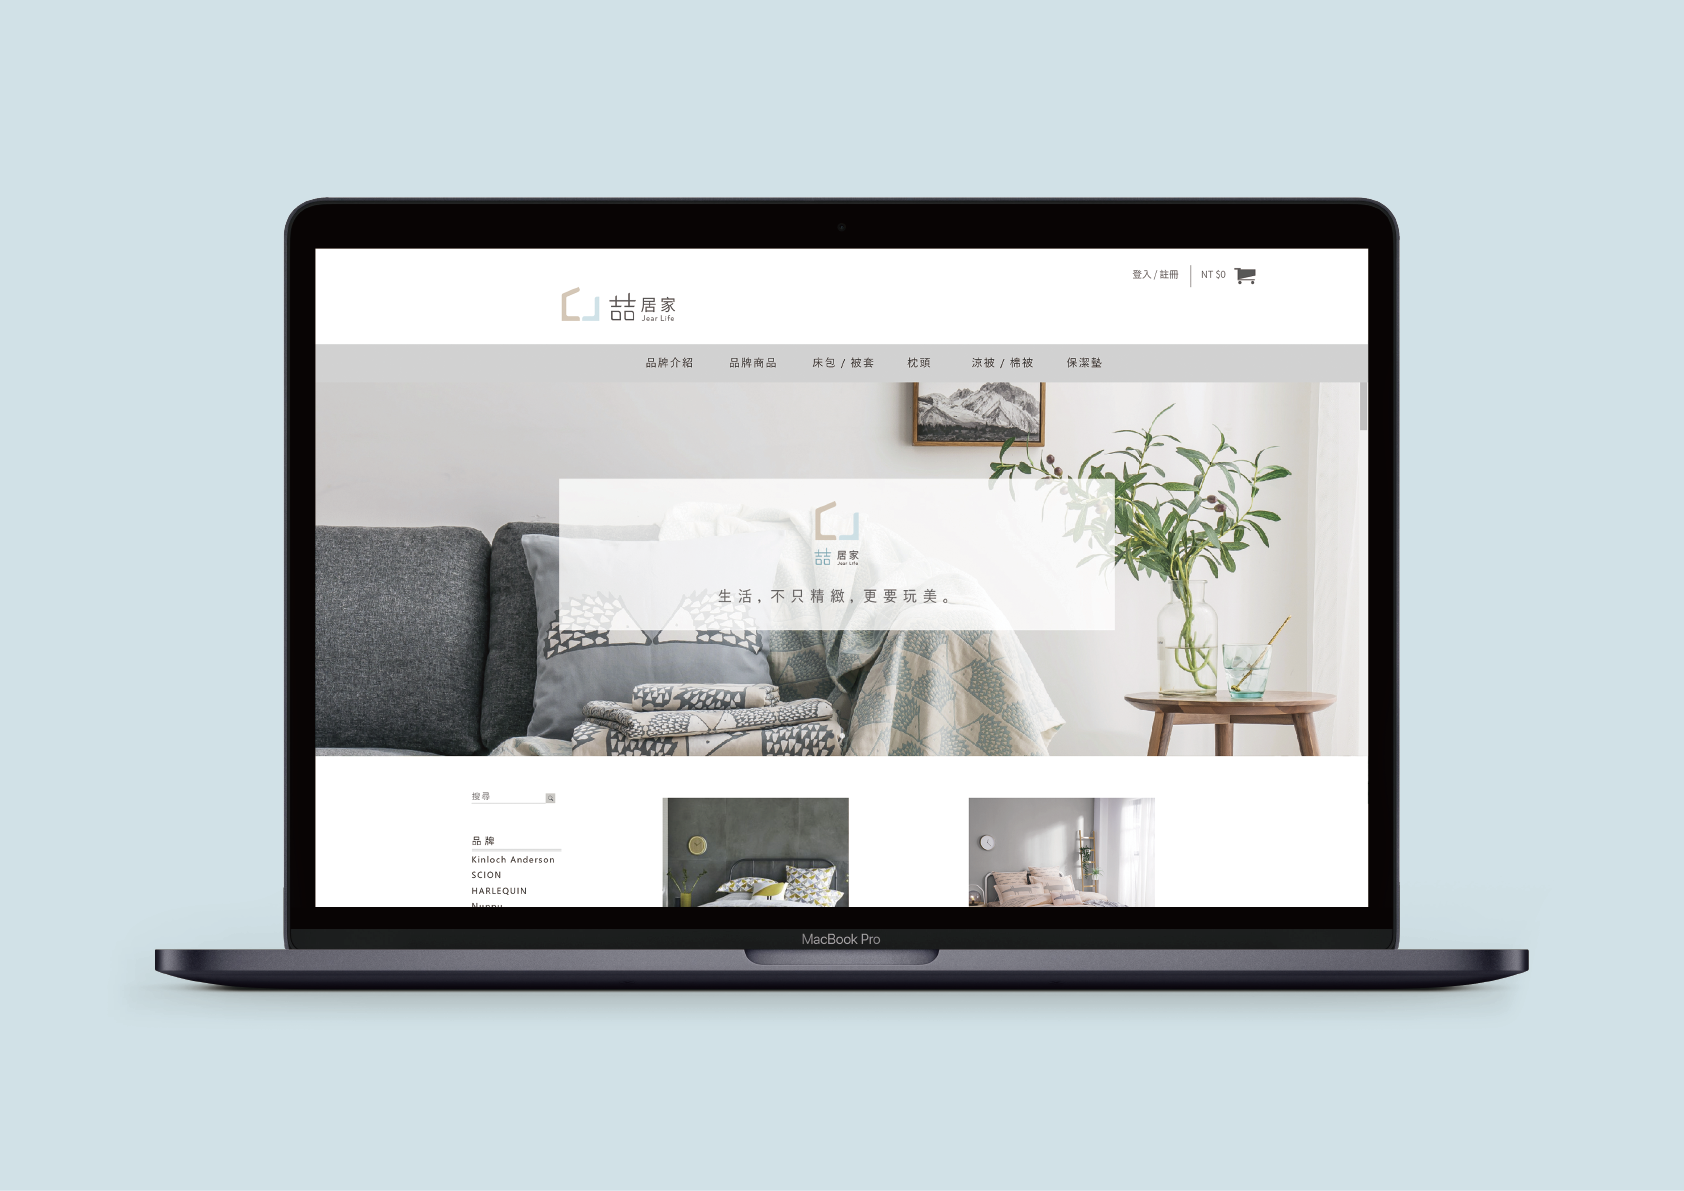 登入 / 註冊
NT $0
喆居家
Jear Life
品牌介紹
品牌商品
床包 / 被套
枕頭
涼被 / 棉被
保潔墊
喆居家
Jear Life
生活, 不只精緻, 更要玩美。
搜尋
品牌
Kinloch Anderson
SCION
HARLEQUIN
MacBook Pro